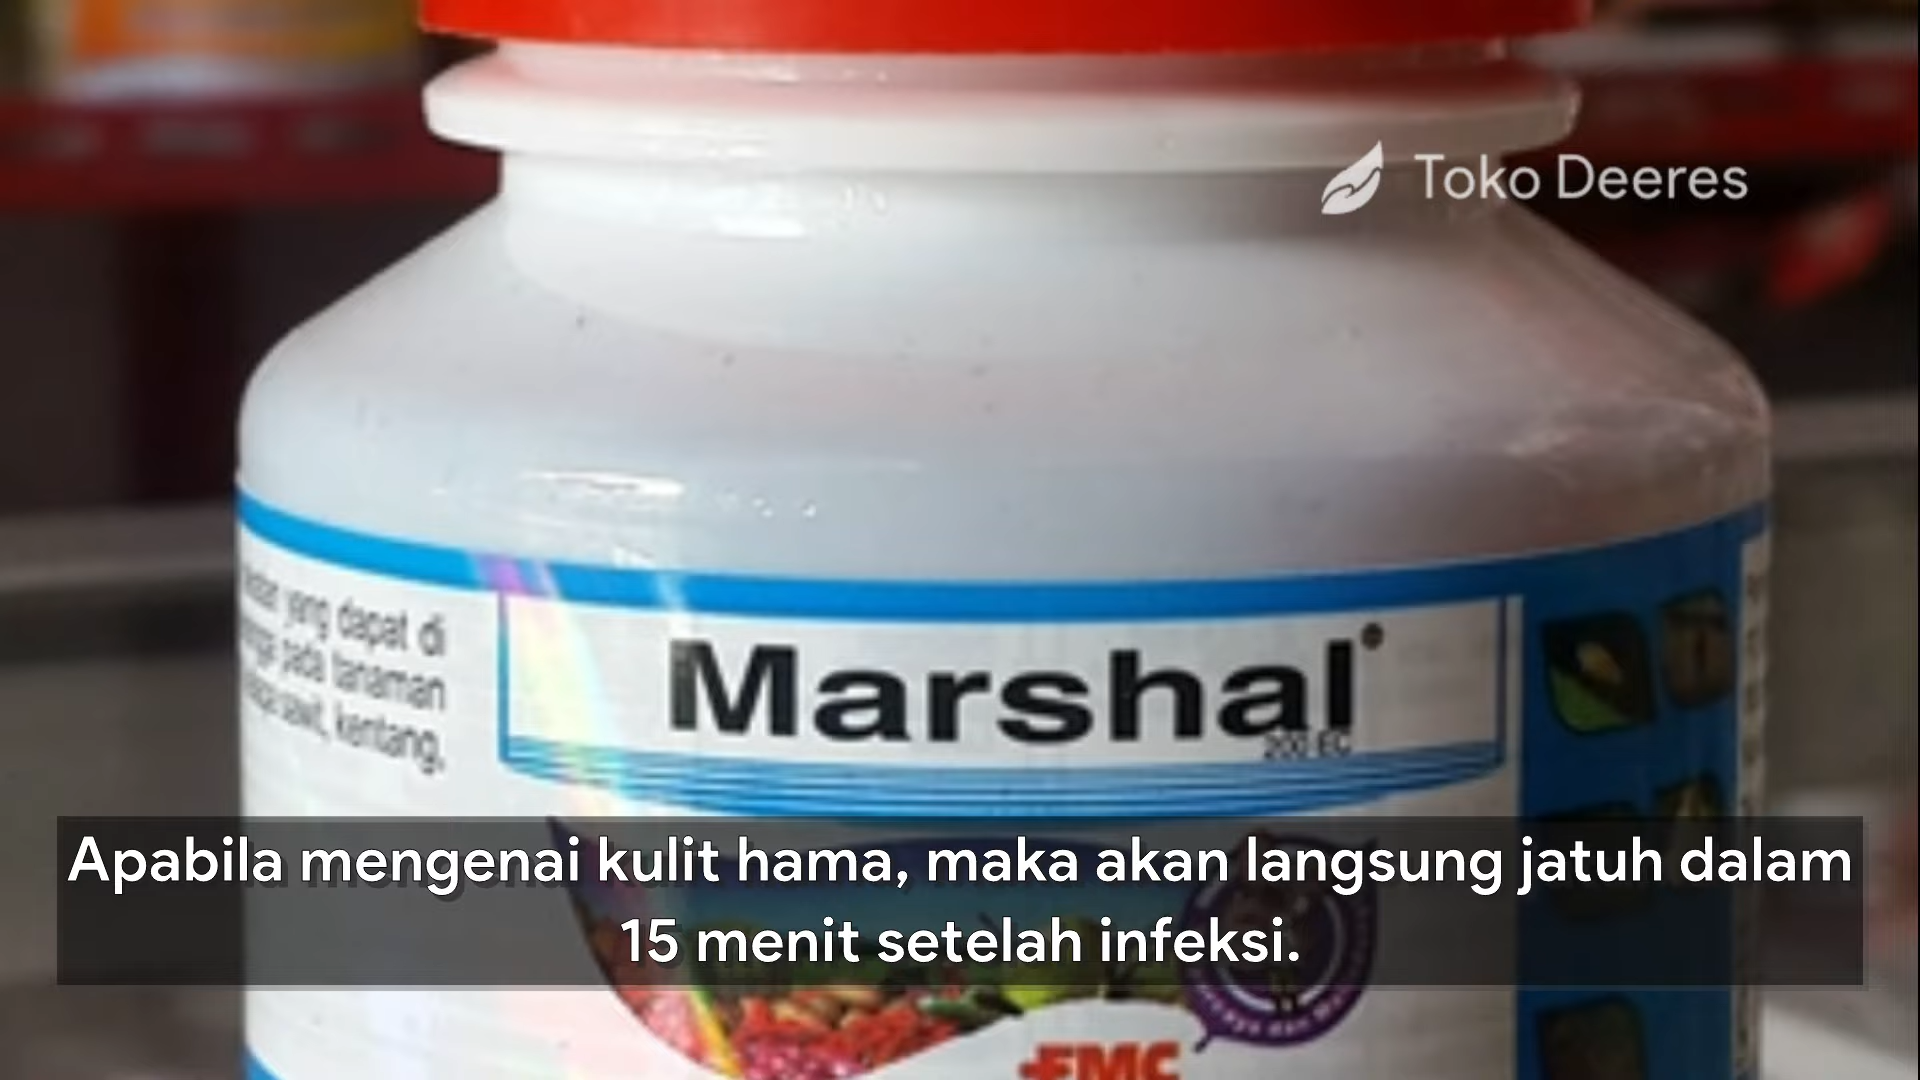 Toko Deeres
yang dapat di
pada tanaman
sawit, kentang,
Marshal
200 EC
Apabila mengenai kulit hama, maka akan langsung jatuh dalam
15 menit setelah infeksi.
FMC